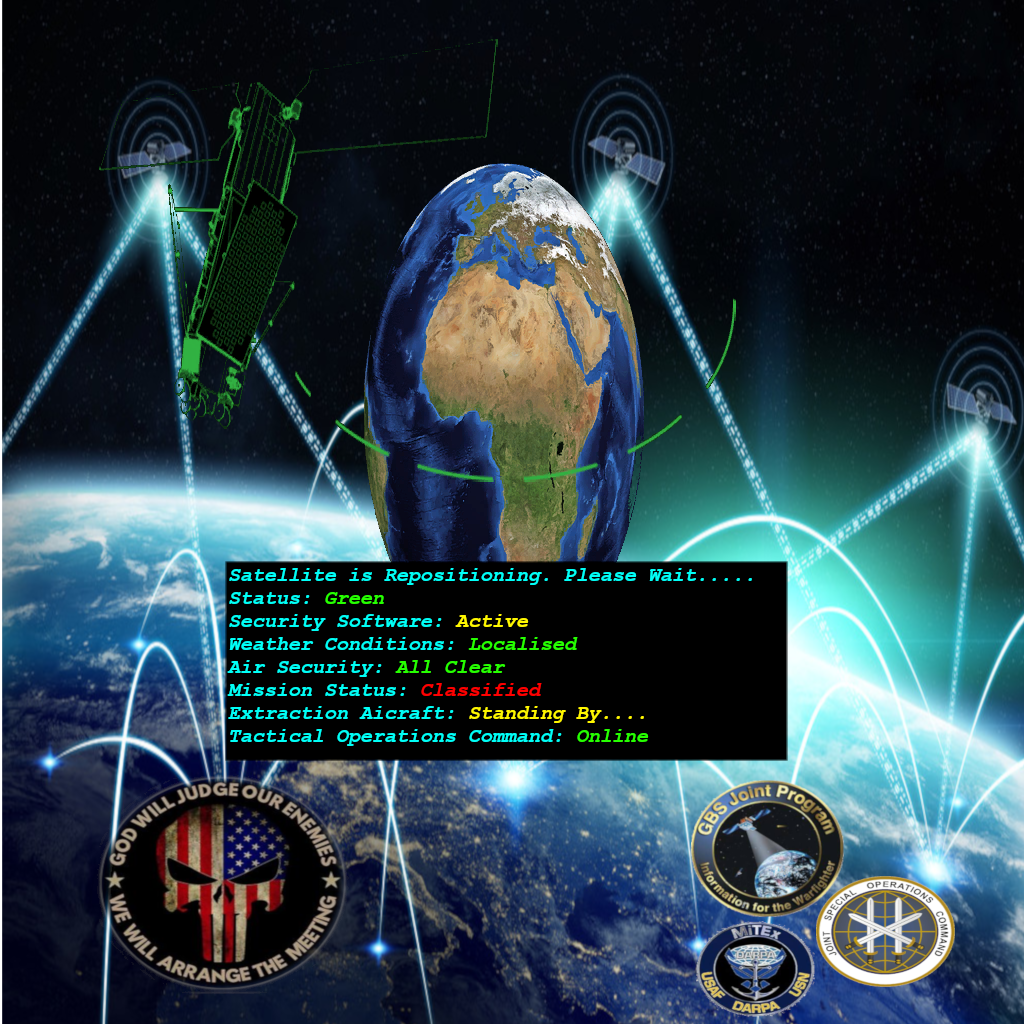 Satellite is Repositioning. Please Wait.....
Status: Green
Security Software: Active
Weather Conditions: Localised
Air Security: All Clear
Mission Status: Classified
Extraction Aicraft: Standing By....
Tactical Operations Command: Online
GOD WILL JUDGE OUR ENEMIES
WE WILL ARRANGE THE MEETING
GBS Joint Program
Information for the Warfighter
JOINT SPECIAL OPERATIONS COMMAND
MiTEx
DARPA
USAF DARPA USN